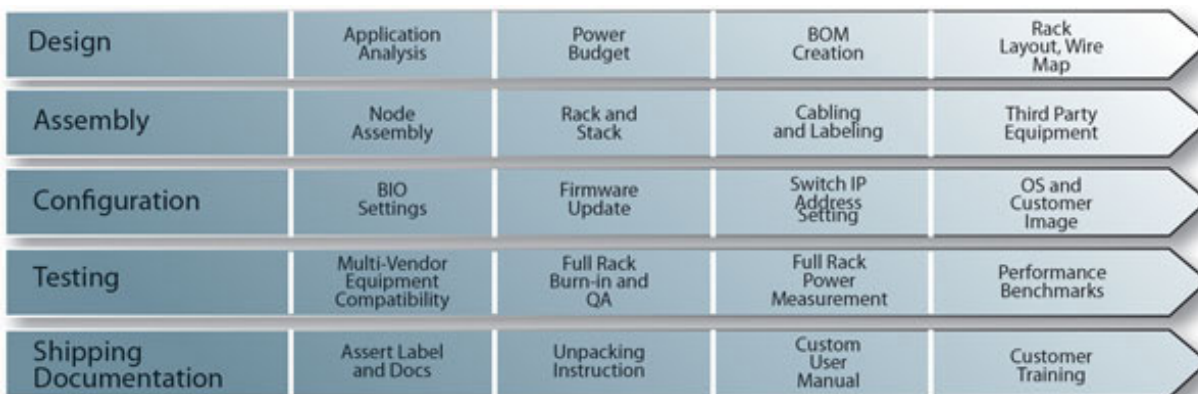 Design
Application
Analysis
Power
Budget
BOM
Creation
Rack
Layout, Wire
Map
Assembly
Node
Assembly
Rack and
Stack
Cabling
and Labeling
Third Party
Equipment
Configuration
BIO
Settings
Firmware
Update
Switch IP
Address
Setting
OS and
Customer
Image
Testing
Multi-Vendor
Equipment
Compatibility
Full Rack
Burn-in and
QA
Full Rack
Power
Measurement
Performance
Benchmarks
Shipping
Documentation
Assert Label
and Docs
Unpacking
Instruction
Custom
User
Manual
Customer
Training